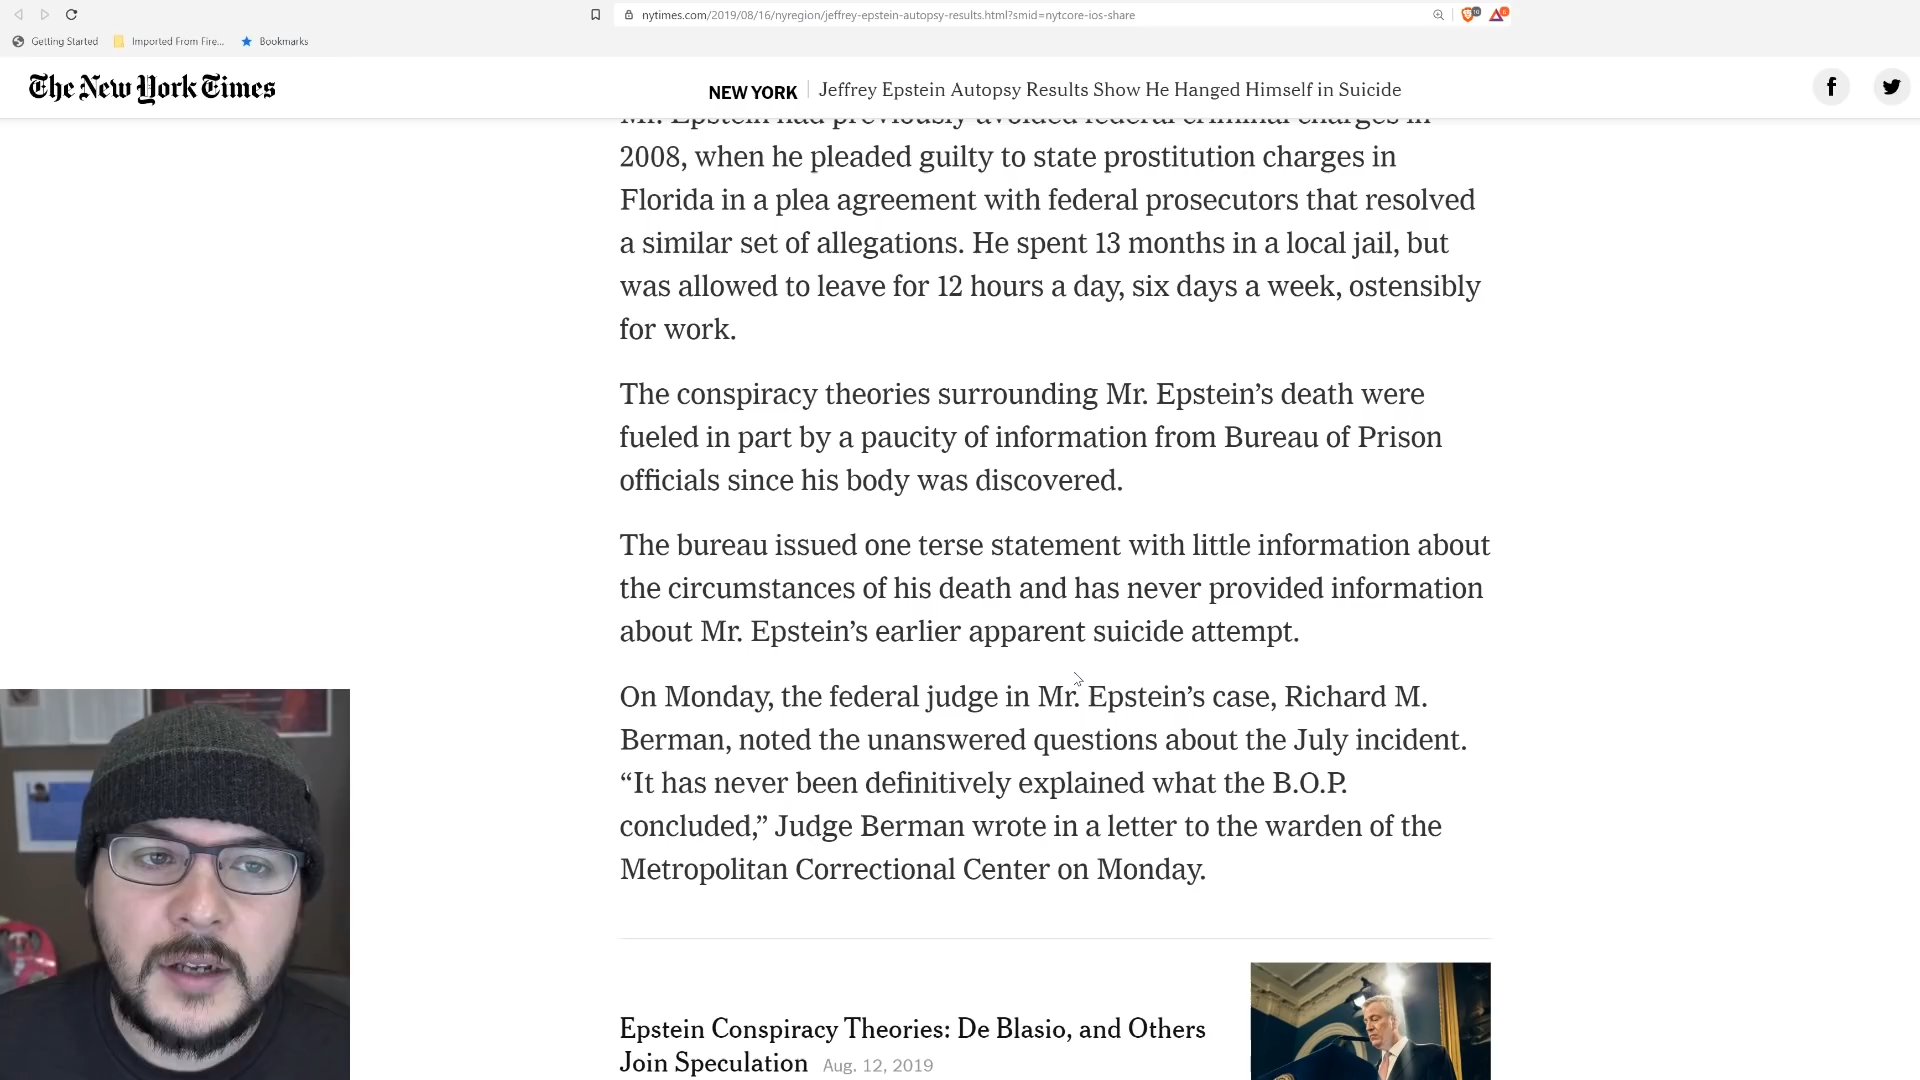 nytimes.com/2019/08/16/nyregion/jeffrey-epstein-autopsy-results.html?smid=nytcore-ios-share
Getting Started
Imported From Fire...
Bookmarks
The New York Times
NEW YORK
Jeffrey Epstein Autopsy Results Show He Hanged Himself in Suicide
Mr. Epstein had previously avoided federal criminal charges in
2008, when he pleaded guilty to state prostitution charges in
Florida in a plea agreement with federal prosecutors that resolved
a similar set of allegations. He spent 13 months in a local jail, but
was allowed to leave for 12 hours a day, six days a week, ostensibly
for work.
The conspiracy theories surrounding Mr. Epstein’s death were
fueled in part by a paucity of information from Bureau of Prison
officials since his body was discovered.
The bureau issued one terse statement with little information about
the circumstances of his death and has never provided information
about Mr. Epstein’s earlier apparent suicide attempt.
On Monday, the federal judge in Mr. Epstein’s case, Richard M.
Berman, noted the unanswered questions about the July incident.
“It has never been definitively explained what the B.O.P.
concluded,” Judge Berman wrote in a letter to the warden of the
Metropolitan Correctional Center on Monday.
Epstein Conspiracy Theories: De Blasio, and Others
Join Speculation Aug. 12, 2019